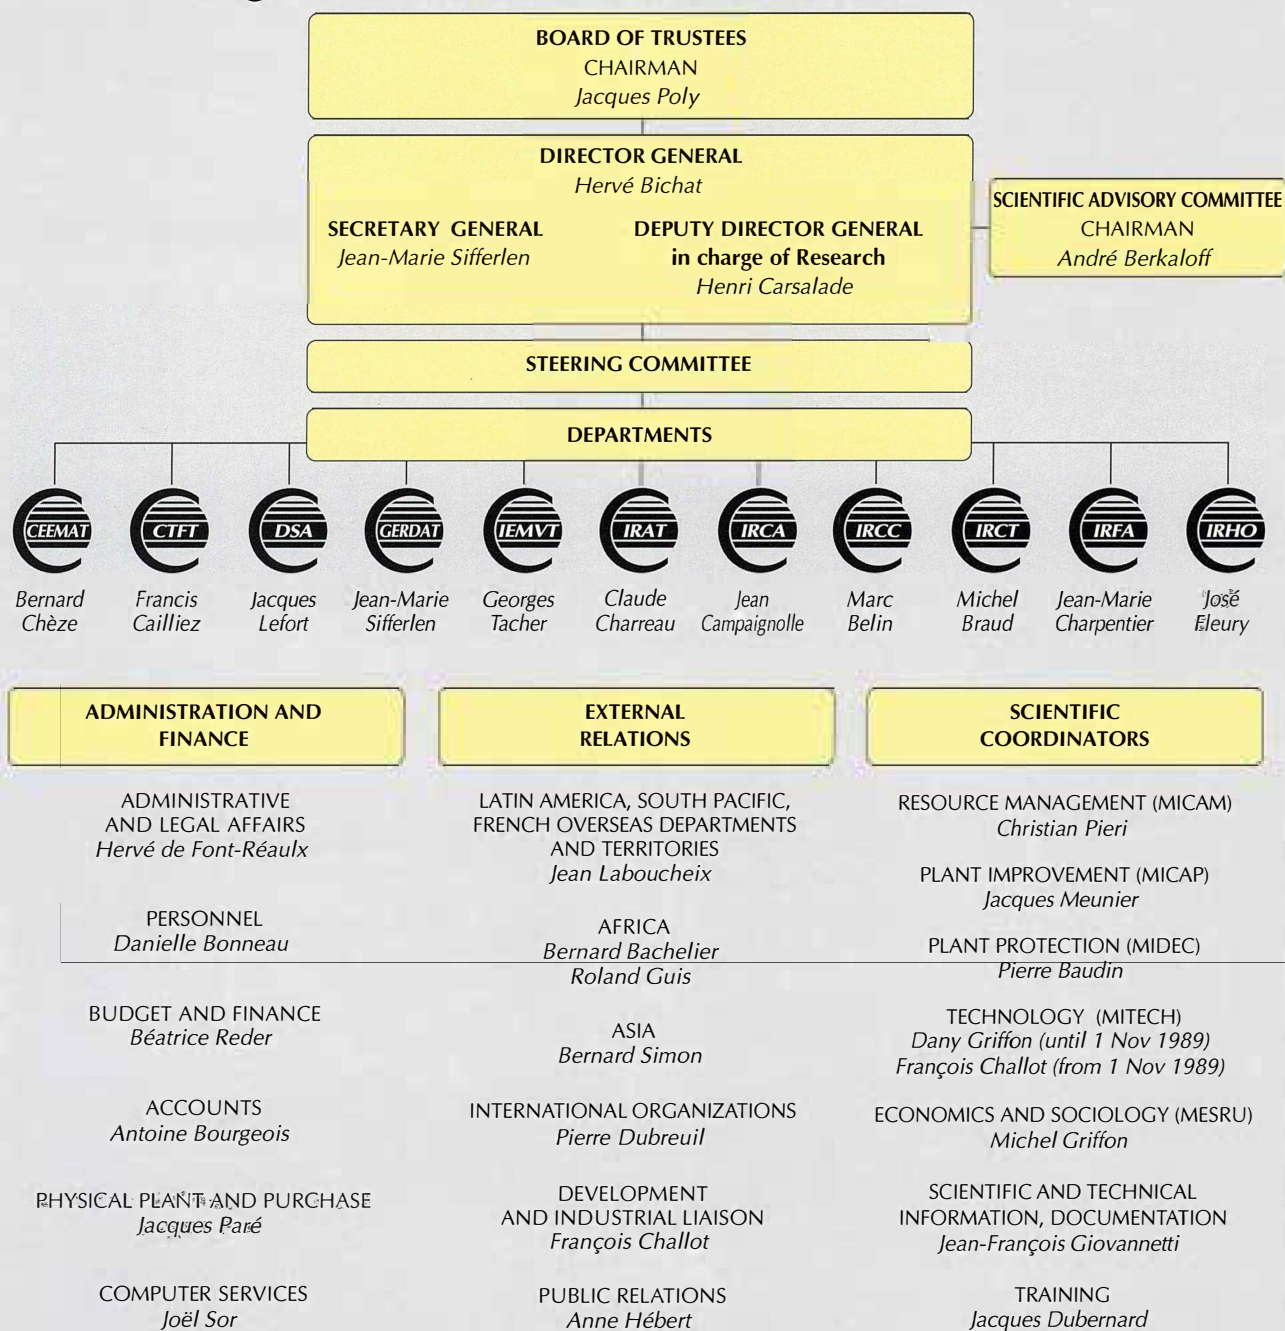 BOARD OF TRUSTEES
CHAIRMAN
Jacques Poly
DIRECTOR GENERAL
Hervé Bichat
SECRETARY GENERAL
Jean-Marie Sifferlen
DEPUTY DIRECTOR GENERAL
in charge of Research
Henri Carsalade
SCIENTIFIC ADVISORY COMMITTEE
CHAIRMAN
André Berkaloff
STEERING COMMITTEE
DEPARTMENTS
CEEMAT
Bernard
Chèze
CTFT
Francis
Cailliez
DSA
Jacques
Lefort
GERDAT
Jean-Marie
Sifferlen
IEMVT
Georges
Tacher
IRAT
Claude
Charreau
IRCA
Jean
Campaignolle
IRCC
Marc
Belin
IRCT
Michel
Braud
IRFA
Jean-Marie
Charpentier
IRHO
José
Fleury
ADMINISTRATION AND
FINANCE
ADMINISTRATIVE
AND LEGAL AFFAIRS
Hervé de Font-Réaulx
PERSONNEL
Danielle Bonneau
BUDGET AND FINANCE
Béatrice Reder
ACCOUNTS
Antoine Bourgeois
PHYSICAL PLANT AND PURCHASE
Jacques Paré
COMPUTER SERVICES
Joël Sor
EXTERNAL
RELATIONS
LATIN AMERICA, SOUTH PACIFIC,
FRENCH OVERSEAS DEPARTMENTS
AND TERRITORIES
Jean Laboucheix
AFRICA
Bernard Bachelier
Roland Guis
ASIA
Bernard Simon
INTERNATIONAL ORGANIZATIONS
Pierre Dubreuil
DEVELOPMENT
AND INDUSTRIAL LIAISON
François Challot
PUBLIC RELATIONS
Anne Hébert
SCIENTIFIC
COORDINATORS
RESOURCE MANAGEMENT (MICAM)
Christian Pieri
PLANT IMPROVEMENT (MICAP)
Jacques Meunier
PLANT PROTECTION (MIDEC)
Pierre Baudin
TECHNOLOGY (MITECH)
Dany Griffon (until 1 Nov 1989)
François Challot (from 1 Nov 1989)
ECONOMICS AND SOCIOLOGY (MESRU)
Michel Griffon
SCIENTIFIC AND TECHNICAL
INFORMATION, DOCUMENTATION
Jean-François Giovannetti
TRAINING
Jacques Dubernard